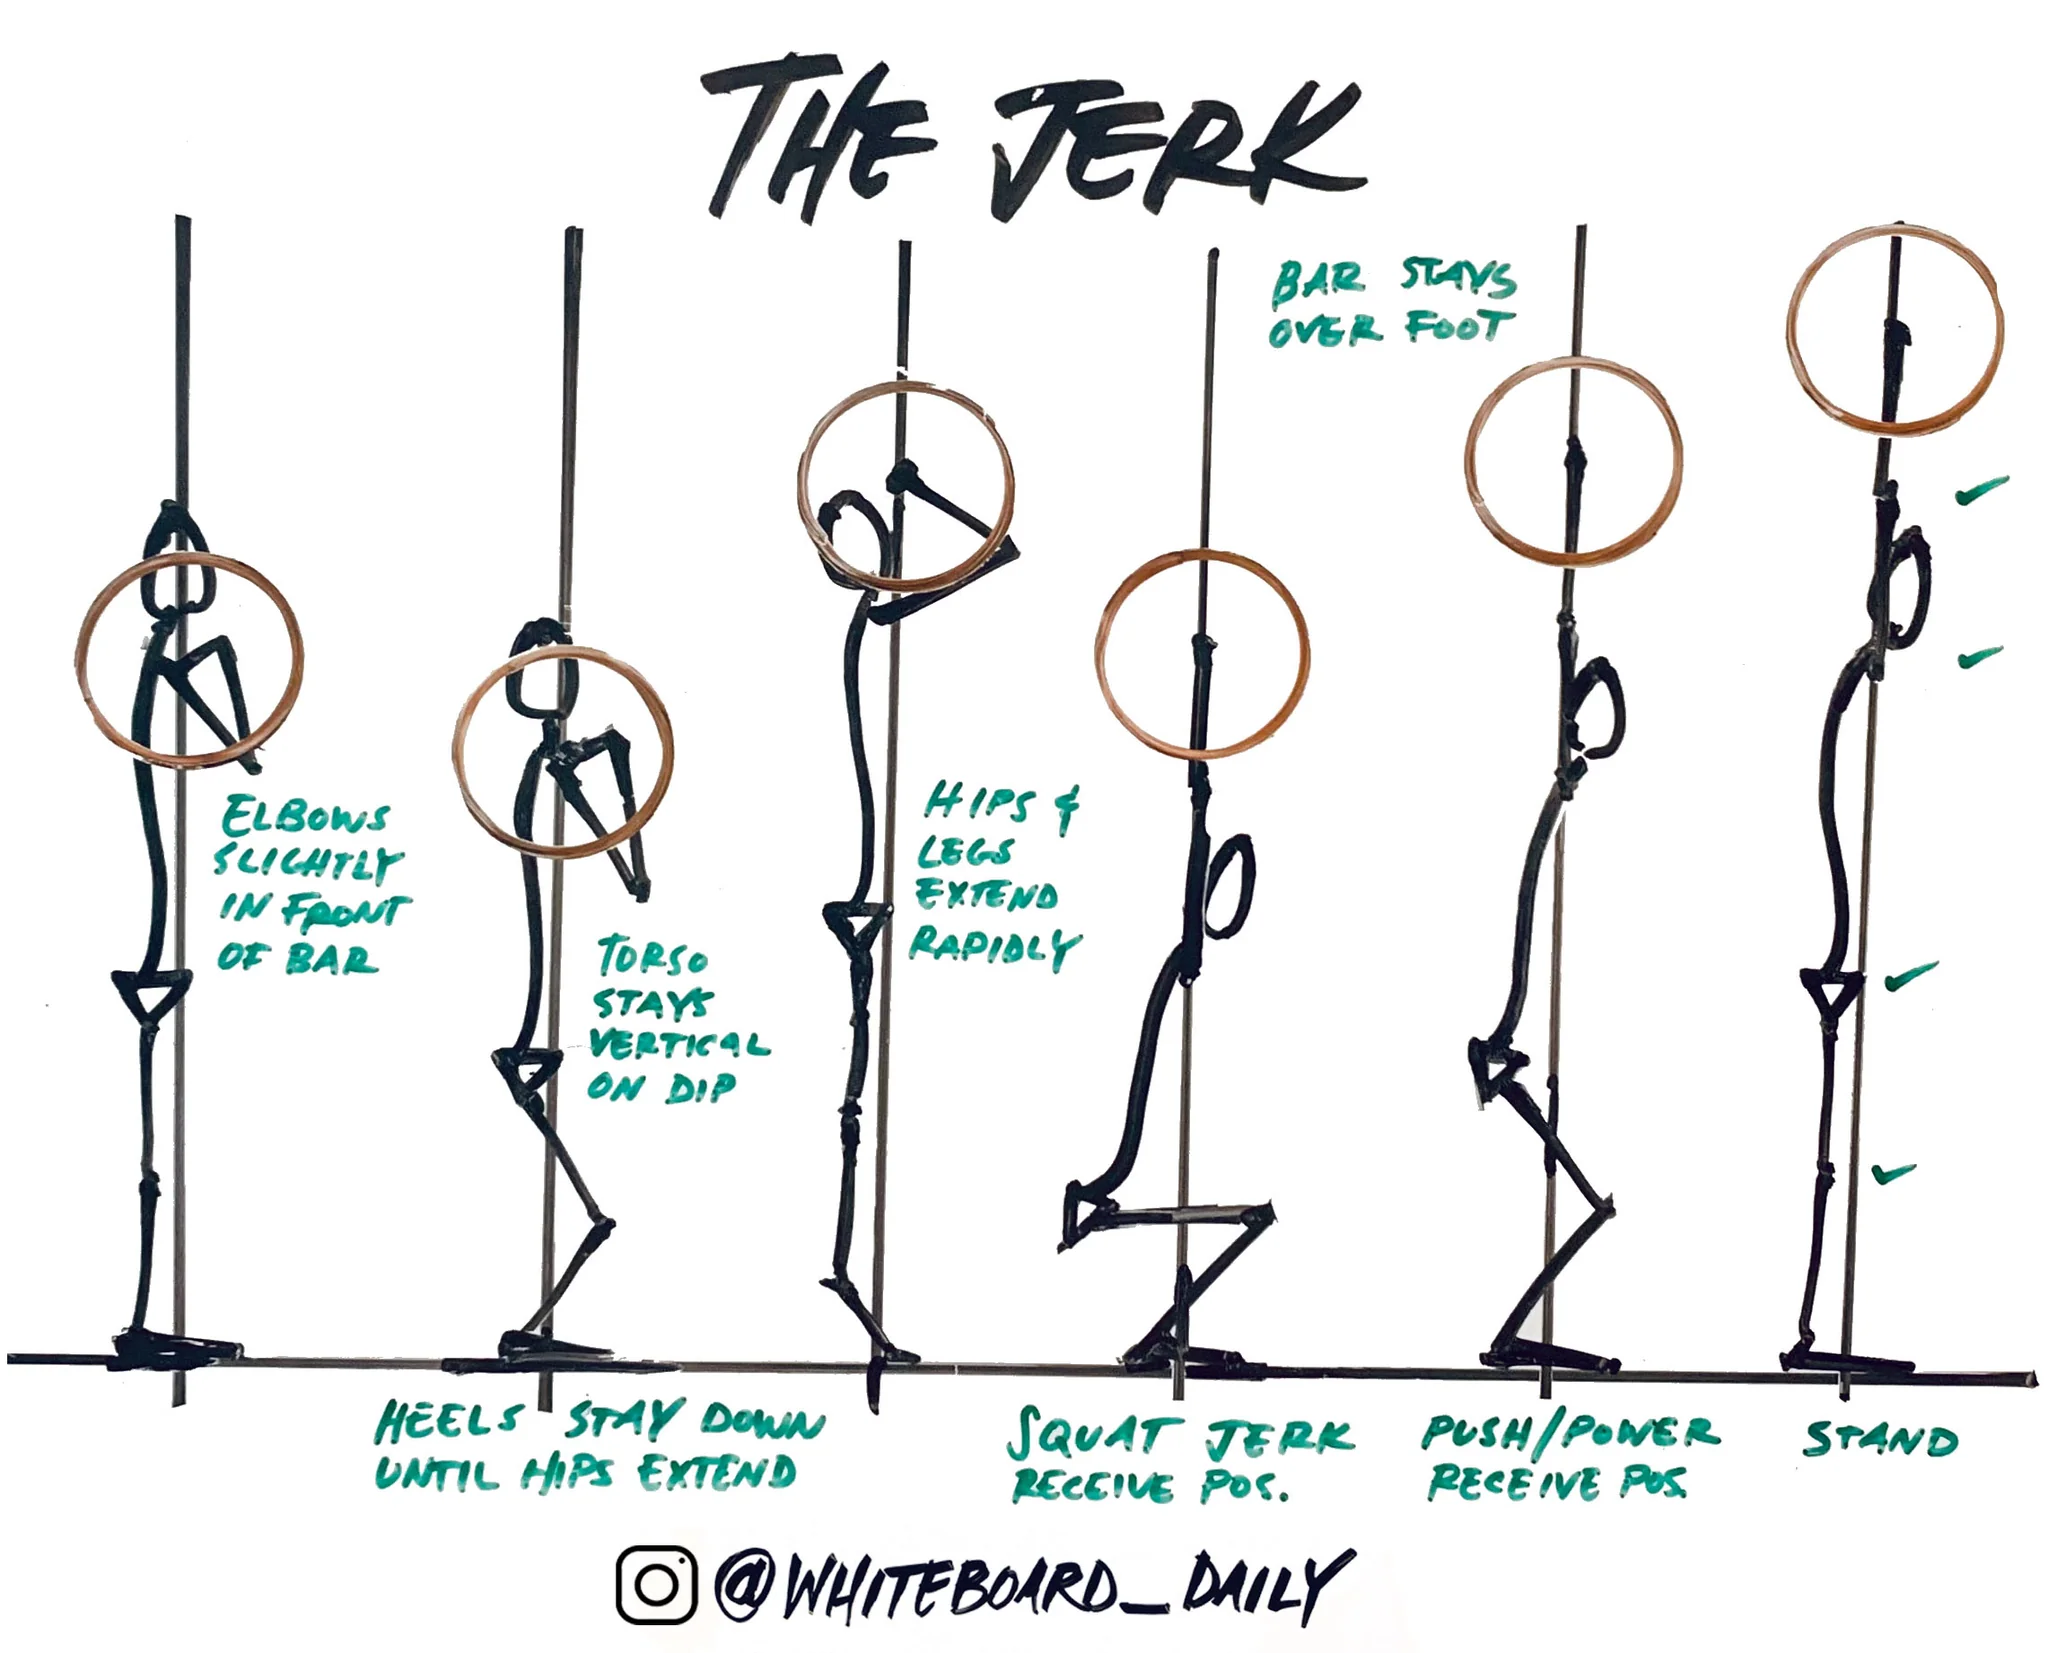 THE JERK
BAR STAYS
OVER FOOT
ELBOWS
SLIGHTLY
IN FRONT
OF BAR
TORSO
STAYS
VERTICAL
ON DIP
HIPS &
LEGS
EXTEND
RAPIDLY
HEELS STAY DOWN
UNTIL HIPS EXTEND
SQUAT JERK
RECEIVE POS.
PUSH/POWER
RECEIVE POS.
STAND
@WHITEBOARD_DAILY